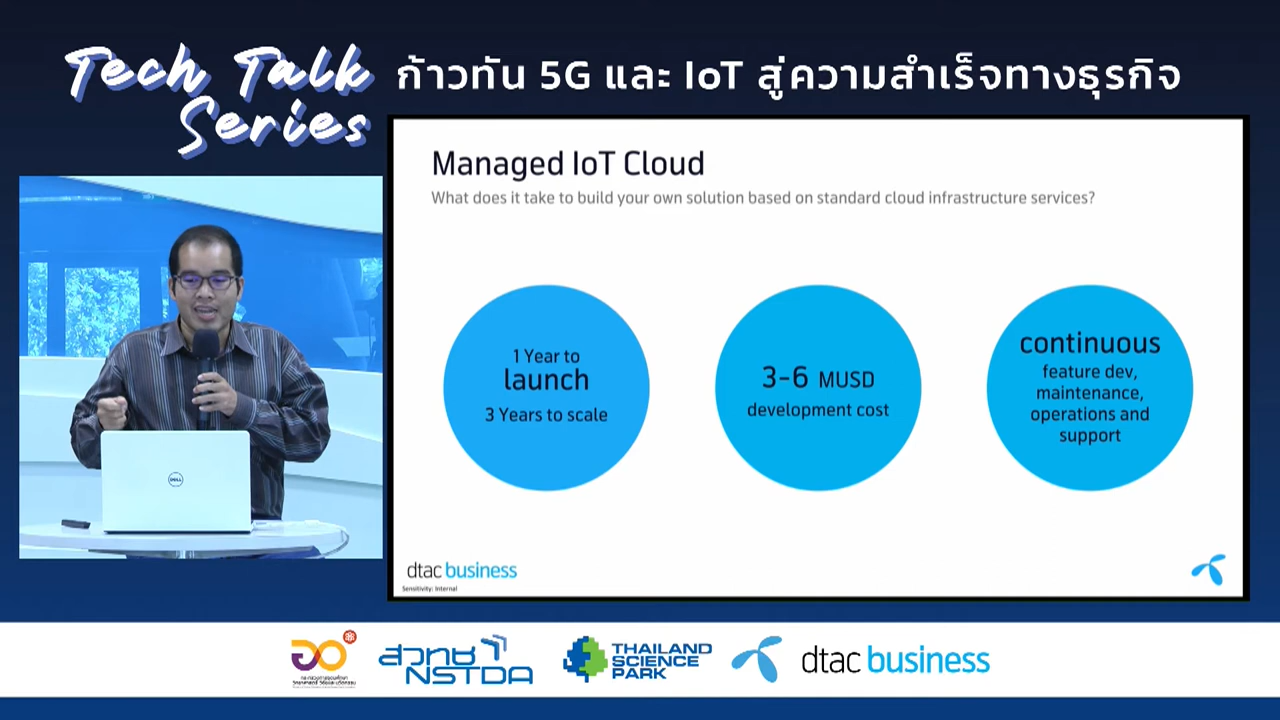 Tech Talk
Series
ก้าวทัน 5G และ IoT สู่ความสำเร็จทางธุรกิจ
Managed IoT Cloud
What does it take to build your own solution based on standard cloud infrastructure services?
1 Year to
launch
3 Years to scale
3-6 MUSD
development cost
continuous
feature dev,
maintenance,
operations and
support
DELL
dtac business
Sensitivity: Internal
สวทช
NSTDA
THAILAND
SCIENCE
PARK
dtac business